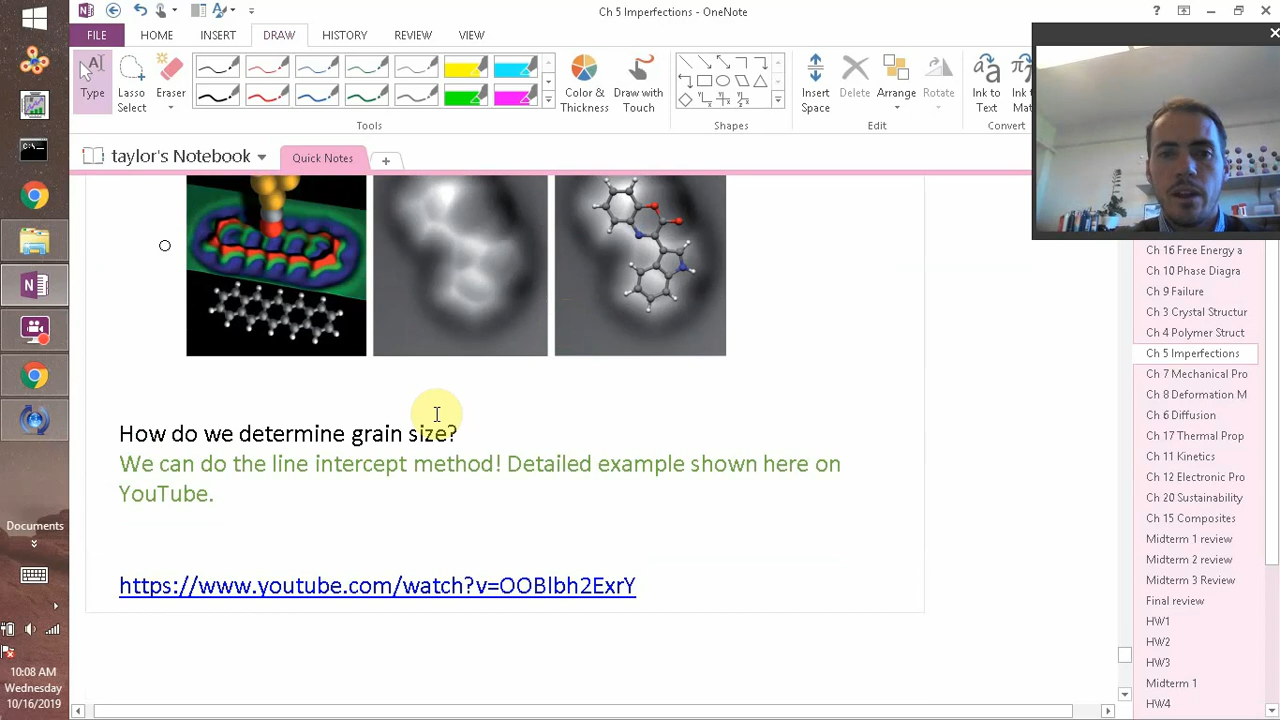 Ch 5 Imperfections - OneNote
FILE
HOME
INSERT
DRAW
HISTORY
REVIEW
VIEW
Type
Lasso
Select
Eraser
Color &
Thickness
Draw with
Touch
Insert
Space
Delete
Arrange
Rotate
Ink to
Text
Ink to
Ma
Tools
Shapes
Edit
Convert
taylor's Notebook
Quick Notes
How do we determine grain size?
We can do the line intercept method! Detailed example shown here on
YouTube.
https://www.youtube.com/watch?v=OOBlbh2ExrY
Ch 16 Free Energy a
Ch 10 Phase Diagra
Ch 9 Failure
Ch 3 Crystal Structur
Ch 4 Polymer Struct
Ch 5 Imperfections
Ch 7 Mechanical Pro
Ch 8 Deformation M
Ch 6 Diffusion
Ch 17 Thermal Prop
Ch 11 Kinetics
Ch 12 Electronic Pro
Ch 20 Sustainability
Ch 15 Composites
Midterm 1 review
Midterm 2 review
Midterm 3 Review
Final review
HW1
HW2
HW3
Midterm 1
HW4
Documents
10:08 AM
Wednesday
10/16/2019